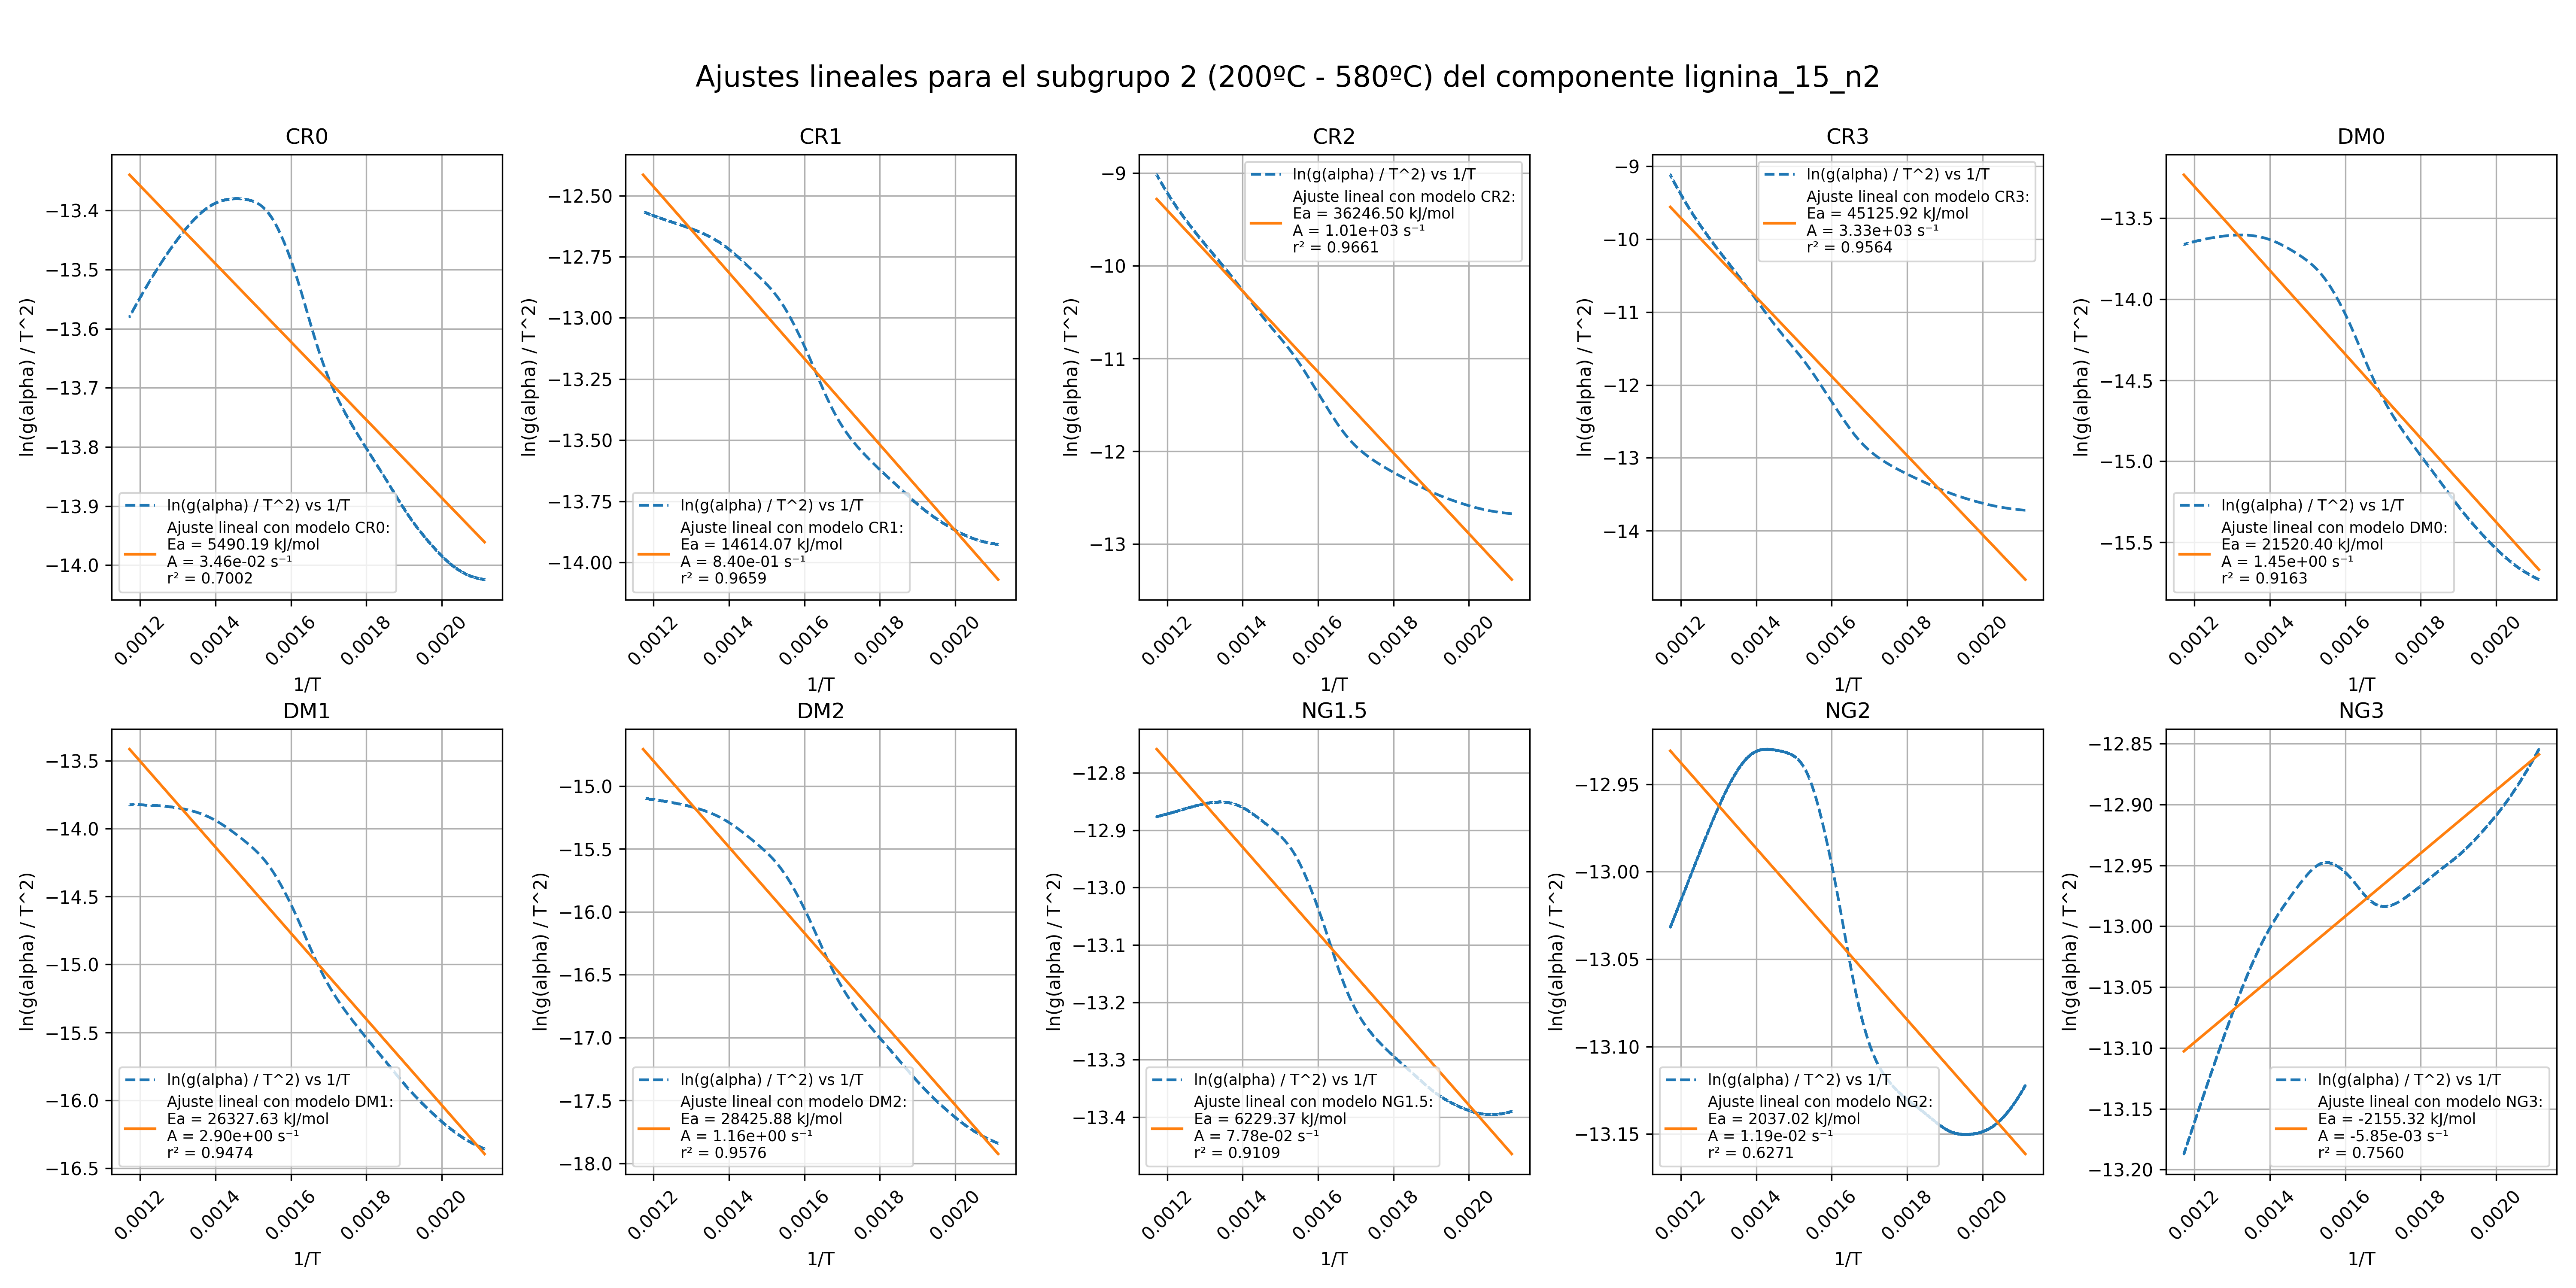 Ajustes lineales para el subgrupo 2 (200ºC - 580ºC) del componente lignina_15_n2
CR0
ln(g(alpha) / T^2)
−13.4
−13.5
−13.6
−13.7
−13.8
−13.9
−14.0
ln(g(alpha) / T^2) vs 1/T
Ajuste lineal con modelo CR0:
Ea = 5490.19 kJ/mol
A = 3.46e-02 s⁻¹
r² = 0.7002
0.0012
0.0014
0.0016
0.0018
0.0020
1/T
CR1
ln(g(alpha) / T^2)
−12.50
−12.75
−13.00
−13.25
−13.50
−13.75
−14.00
ln(g(alpha) / T^2) vs 1/T
Ajuste lineal con modelo CR1:
Ea = 14614.07 kJ/mol
A = 8.40e-01 s⁻¹
r² = 0.9659
0.0012
0.0014
0.0016
0.0018
0.0020
1/T
CR2
ln(g(alpha) / T^2)
−9
−10
−11
−12
−13
ln(g(alpha) / T^2) vs 1/T
Ajuste lineal con modelo CR2:
Ea = 36246.50 kJ/mol
A = 1.01e+03 s⁻¹
r² = 0.9661
0.0012
0.0014
0.0016
0.0018
0.0020
1/T
CR3
ln(g(alpha) / T^2)
−9
−10
−11
−12
−13
−14
ln(g(alpha) / T^2) vs 1/T
Ajuste lineal con modelo CR3:
Ea = 45125.92 kJ/mol
A = 3.33e+03 s⁻¹
r² = 0.9564
0.0012
0.0014
0.0016
0.0018
0.0020
1/T
DM0
ln(g(alpha) / T^2)
−13.5
−14.0
−14.5
−15.0
−15.5
ln(g(alpha) / T^2) vs 1/T
Ajuste lineal con modelo DM0:
Ea = 21520.40 kJ/mol
A = 1.45e+00 s⁻¹
r² = 0.9163
0.0012
0.0014
0.0016
0.0018
0.0020
1/T
DM1
ln(g(alpha) / T^2)
−13.5
−14.0
−14.5
−15.0
−15.5
−16.0
−16.5
ln(g(alpha) / T^2) vs 1/T
Ajuste lineal con modelo DM1:
Ea = 26327.63 kJ/mol
A = 2.90e+00 s⁻¹
r² = 0.9474
0.0012
0.0014
0.0016
0.0018
0.0020
1/T
DM2
ln(g(alpha) / T^2)
−15.0
−15.5
−16.0
−16.5
−17.0
−17.5
−18.0
ln(g(alpha) / T^2) vs 1/T
Ajuste lineal con modelo DM2:
Ea = 28425.88 kJ/mol
A = 1.16e+00 s⁻¹
r² = 0.9576
0.0012
0.0014
0.0016
0.0018
0.0020
1/T
NG1.5
ln(g(alpha) / T^2)
−12.8
−12.9
−13.0
−13.1
−13.2
−13.3
−13.4
ln(g(alpha) / T^2) vs 1/T
Ajuste lineal con modelo NG1.5:
Ea = 6229.37 kJ/mol
A = 7.78e-02 s⁻¹
r² = 0.9109
0.0012
0.0014
0.0016
0.0018
0.0020
1/T
NG2
ln(g(alpha) / T^2)
−12.95
−13.00
−13.05
−13.10
−13.15
ln(g(alpha) / T^2) vs 1/T
Ajuste lineal con modelo NG2:
Ea = 2037.02 kJ/mol
A = 1.19e-02 s⁻¹
r² = 0.6271
0.0012
0.0014
0.0016
0.0018
0.0020
1/T
NG3
ln(g(alpha) / T^2)
−12.85
−12.90
−12.95
−13.00
−13.05
−13.10
−13.15
−13.20
ln(g(alpha) / T^2) vs 1/T
Ajuste lineal con modelo NG3:
Ea = -2155.32 kJ/mol
A = -5.85e-03 s⁻¹
r² = 0.7560
0.0012
0.0014
0.0016
0.0018
0.0020
1/T